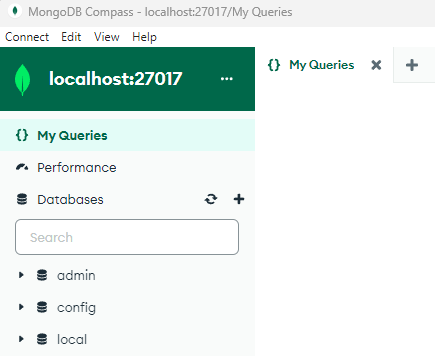 MongoDB Compass - localhost:27017/My Queries
Connect Edit View Help
localhost:27017 ...
{} My Queries
{} My Queries
Performance
Databases
Search
admin
config
local